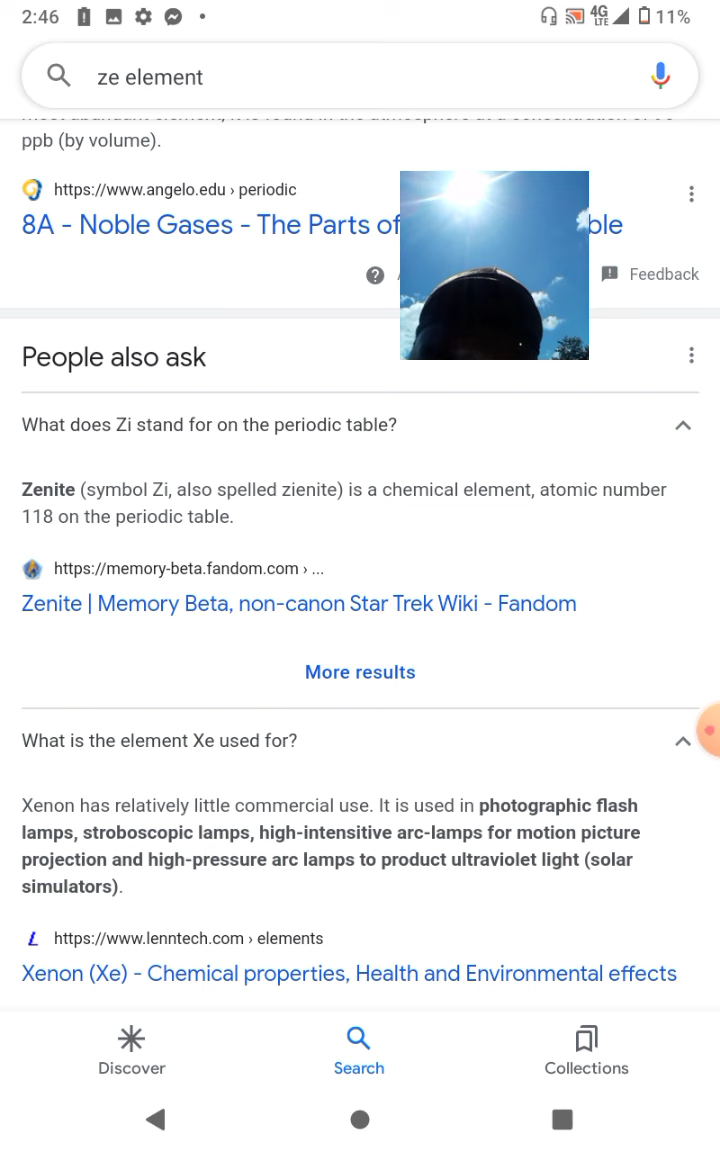 2:46
4G
LTE
11%
ze element
ppb (by volume).
https://www.angelo.edu › periodic
8A - Noble Gases - The Parts of ble
Feedback
People also ask
What does Zi stand for on the periodic table?
Zenite (symbol Zi, also spelled zienite) is a chemical element, atomic number
118 on the periodic table.
https://memory-beta.fandom.com › ...
Zenite | Memory Beta, non-canon Star Trek Wiki - Fandom
More results
What is the element Xe used for?
Xenon has relatively little commercial use. It is used in photographic flash
lamps, stroboscopic lamps, high-intensitive arc-lamps for motion picture
projection and high-pressure arc lamps to product ultraviolet light (solar
simulators).
https://www.lenntech.com › elements
Xenon (Xe) - Chemical properties, Health and Environmental effects
Discover
Search
Collections